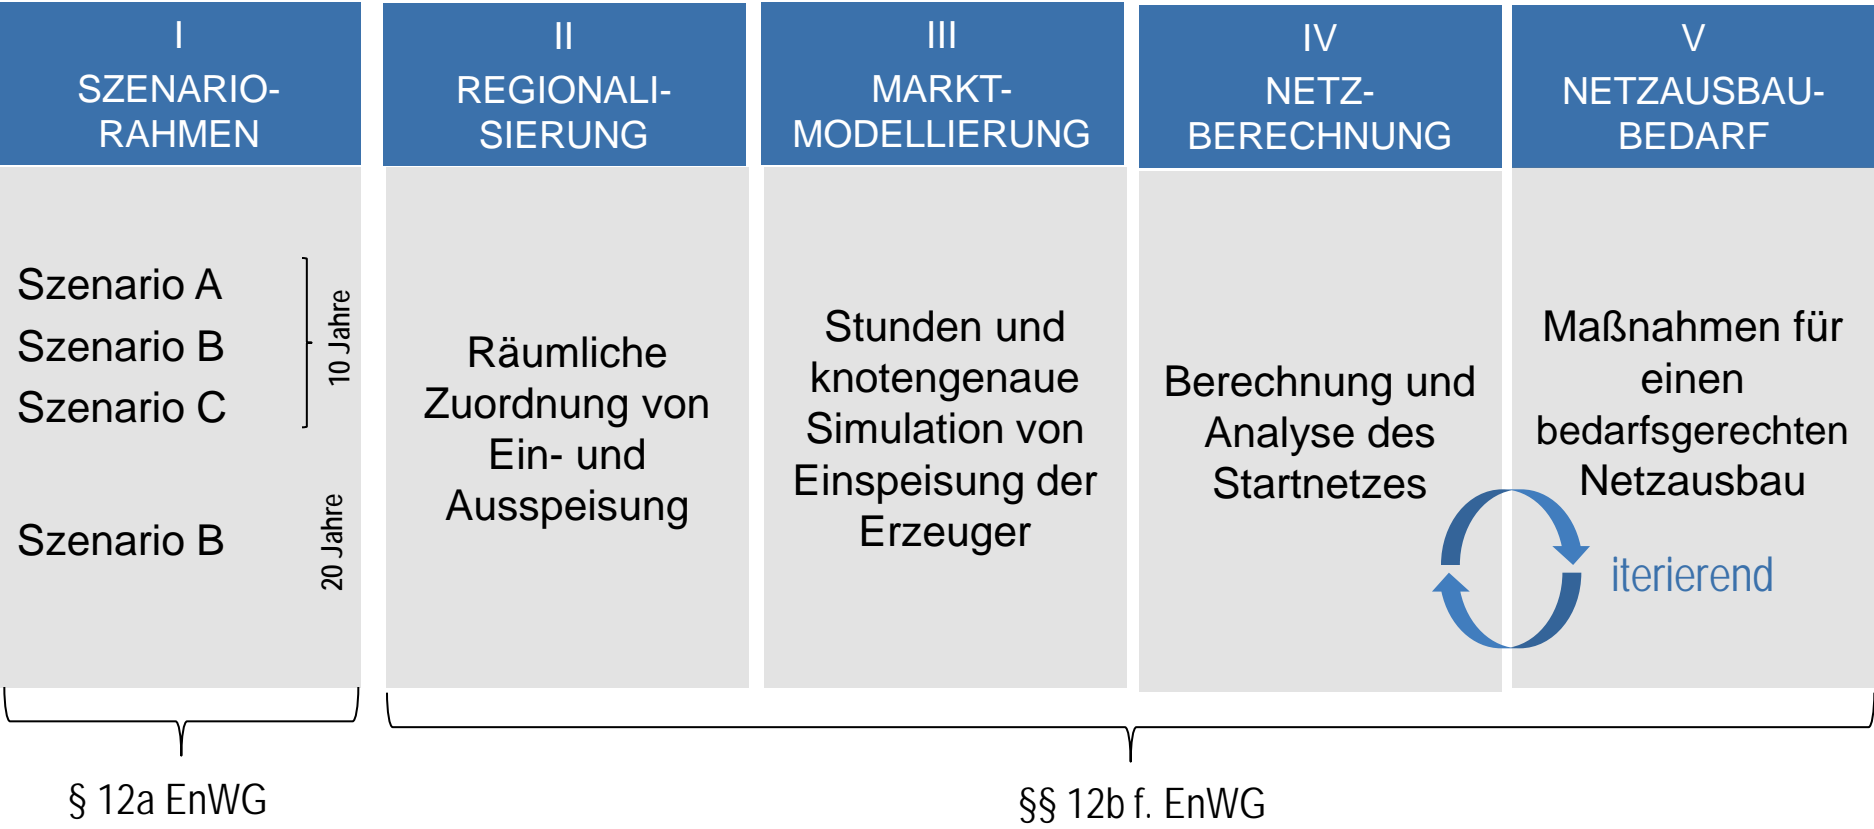 I
SZENARIO-
RAHMEN
Szenario A
Szenario B
Szenario C
10 Jahre
Szenario B
20 Jahre
§ 12a EnWG
II
REGIONALI-
SIERUNG
Räumliche
Zuordnung von
Ein- und
Ausspeisung
III
MARKT-
MODELLIERUNG
Stunden und
knotengenaue
Simulation von
Einspeisung der
Erzeuger
IV
NETZ-
BERECHNUNG
Berechnung und
Analyse des
Startnetzes
V
NETZAUSBAU-
BEDARF
Maßnahmen für
einen
bedarfsgerechten
Netzausbau
iterierend
§§ 12b f. EnWG